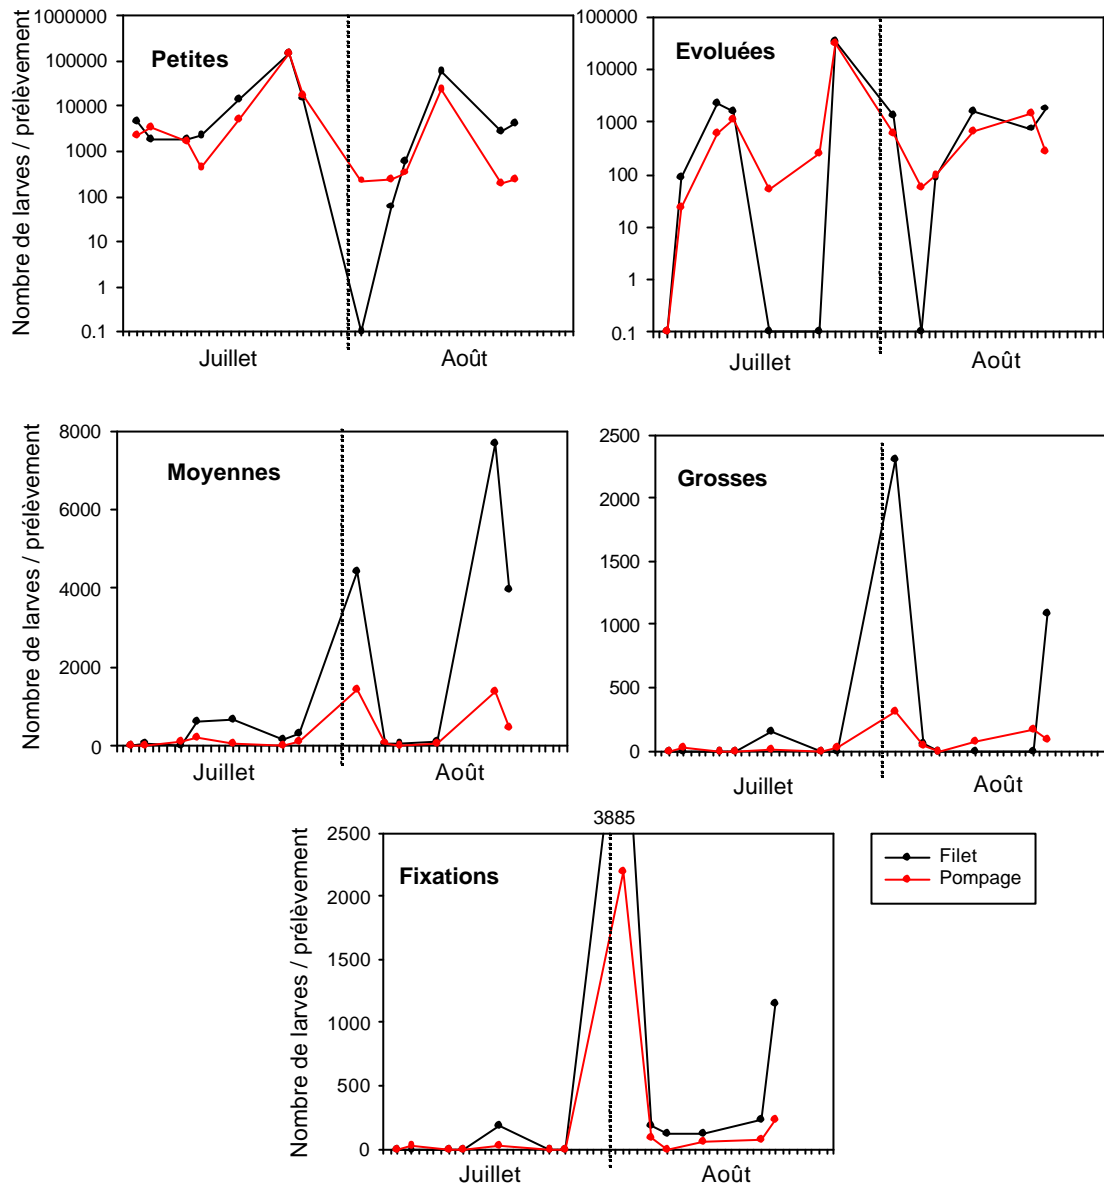 Nombre de larves / prélèvement
100000
100000
10000
1000
100
10
1
0.1
Petites
Juillet
Août
100000
10000
1000
100
10
1
0.1
Evoluées
Juillet
Août
Nombre de larves / prélèvement
8000
6000
4000
2000
0
Moyennes
Juillet
Août
2500
2000
1500
1000
500
0
Grosses
Juillet
Août
Nombre de larves / prélèvement
3885
2500
2000
1500
1000
500
0
Fixations
Juillet
Août
Filet
Pompage